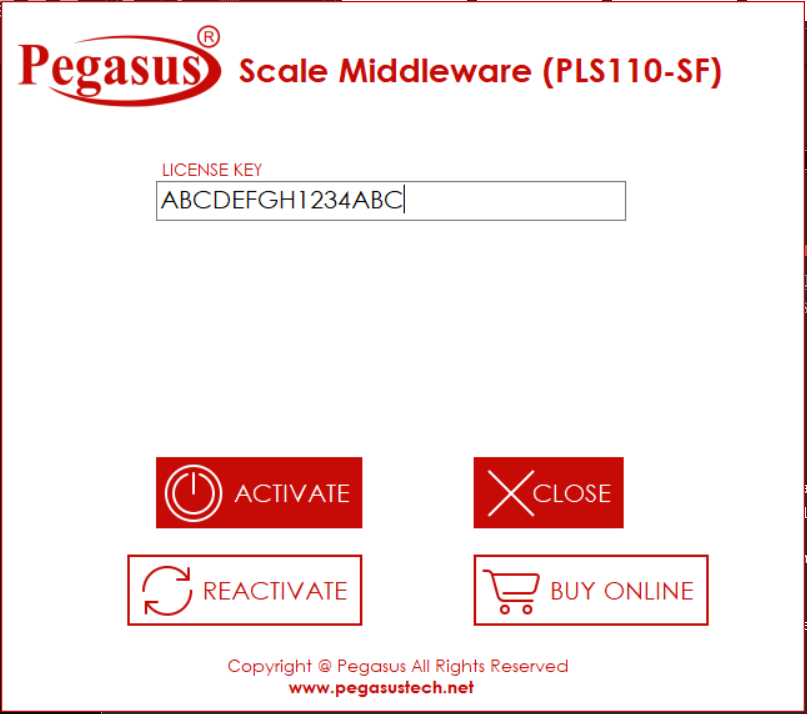 Pegasus®
Scale Middleware (PLS110-SF)
LICENSE KEY
ABCDEFGH1234ABC
ACTIVATE
CLOSE
REACTIVATE
BUY ONLINE
Copyright @ Pegasus All Rights Reserved
www.pegasustech.net